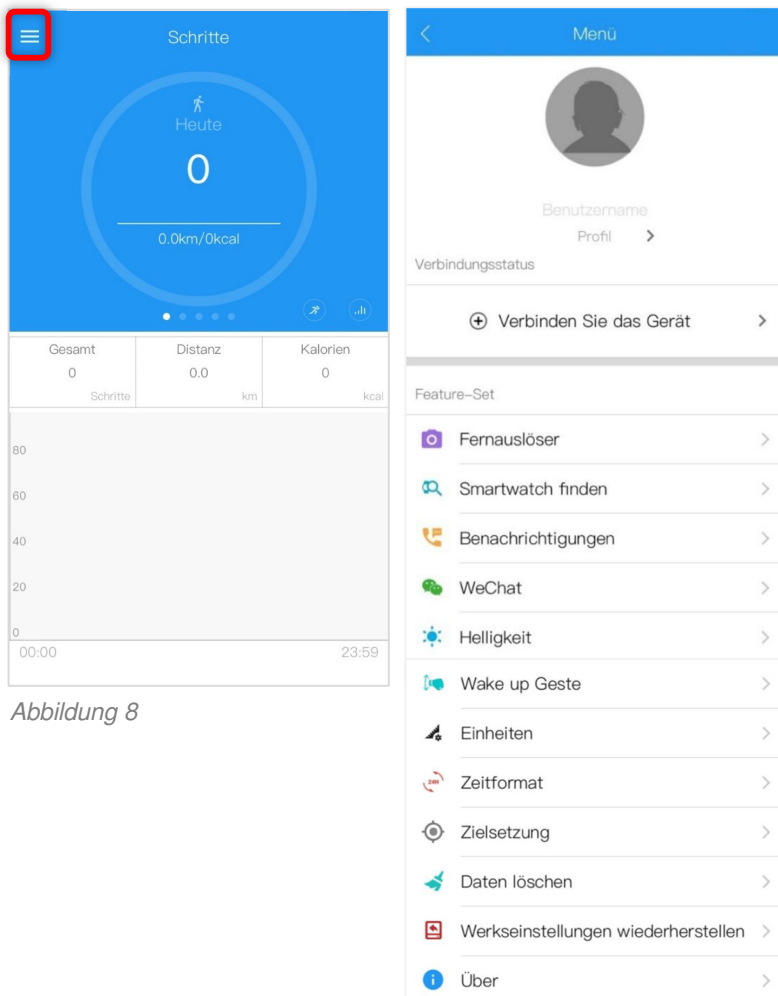 Schritte
Heute
0
0.0km/0kcal
Gesamt
Distanz
Kalorien
0
0.0
0
Schritte
km
kcal
80
60
40
20
0
00:00
23:59
Abbildung 8
Menü
Benutzername
Profil
Verbindungsstatus
Verbinden Sie das Gerät
Feature-Set
Fernauslöser
Smartwatch finden
Benachrichtigungen
WeChat
Helligkeit
Wake up Geste
Einheiten
24H
Zeitformat
Zielsetzung
Daten löschen
Werkseinstellungen wiederherstellen
Über